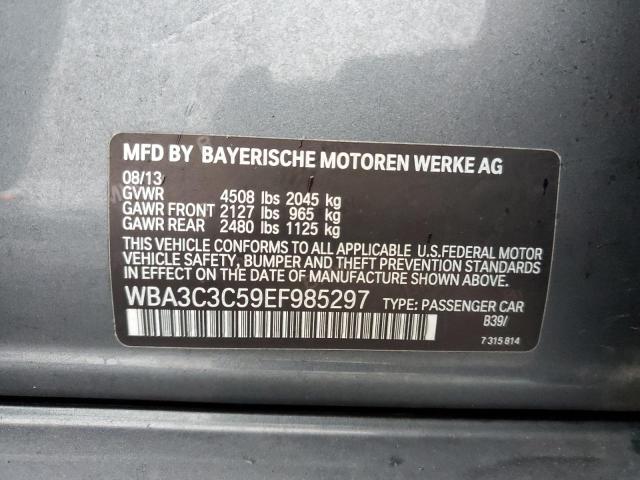 MFD BY BAYERISCHE MOTOREN WERKE AG
08/13
GVWR 4508 lbs 2045 kg
GAWR FRONT 2127 lbs 965 kg
GAWR REAR 2480 lbs 1125 kg
THIS VEHICLE CONFORMS TO ALL APPLICABLE U.S.FEDERAL MOTOR
VEHICLE SAFETY, BUMPER AND THEFT PREVENTION STANDARDS IN
EFFECT ON THE DATE OF MANUFACTURE SHOWN ABOVE.
WBA3C3C59EF985297 TYPE: PASSENGER CAR
B39/
7 315 814